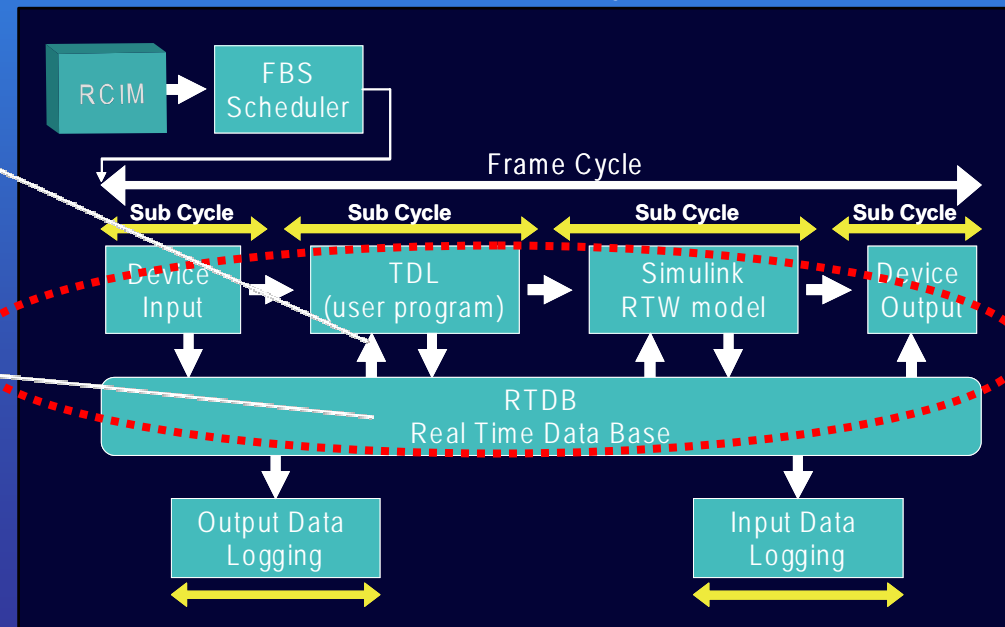 RCIM
FBS
Scheduler
Frame Cycle
Sub Cycle
Sub Cycle
Sub Cycle
Sub Cycle
Device
Input
TDL
(user program)
Simulink
RTW model
Device
Output
RTDB
Real Time Data Base
Output Data
Logging
Input Data
Logging